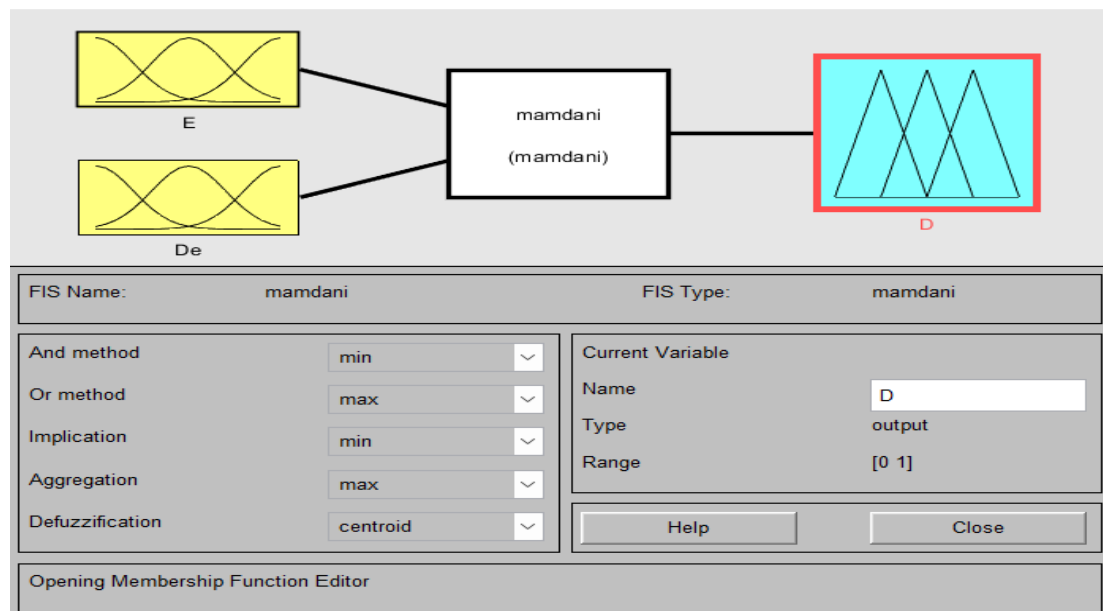 E
mamdani
(mamdani)
De
D
FIS Name: mamdani FIS Type: mamdani
And method min
Or method max
Implication min
Aggregation max
Defuzzification centroid
Current Variable
Name D
Type output
Range [0 1]
Help Close
Opening Membership Function Editor